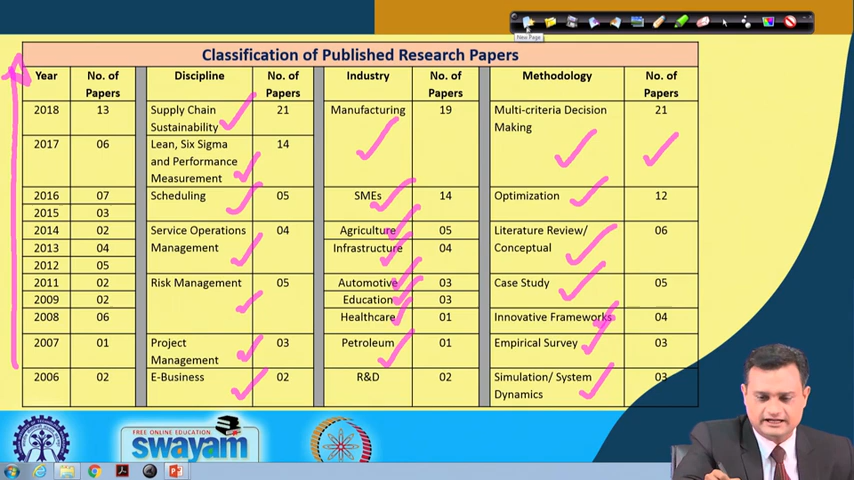 New Page
Classification of Published Research Papers
Year
No. of
Papers
Discipline
No. of
Papers
Industry
No. of
Papers
Methodology
No. of
Papers
2018
13
Supply Chain
Sustainability
21
Manufacturing
19
Multi-criteria Decision
Making
21
2017
06
Lean, Six Sigma
and Performance
Measurement
14
2016
07
Scheduling
05
SMEs
14
Optimization
12
2015
03
2014
02
Service Operations
Management
04
Agriculture
05
Literature Review/
Conceptual
06
2013
04
Infrastructure
04
2012
05
2011
02
Risk Management
05
Automotive
03
Case Study
05
2009
02
Education
03
2008
06
Healthcare
01
Innovative Frameworks
04
2007
01
Project
Management
03
Petroleum
01
Empirical Survey
03
2006
02
E-Business
02
R&D
02
Simulation/ System
Dynamics
03
FREE ONLINE EDUCATION
swayam